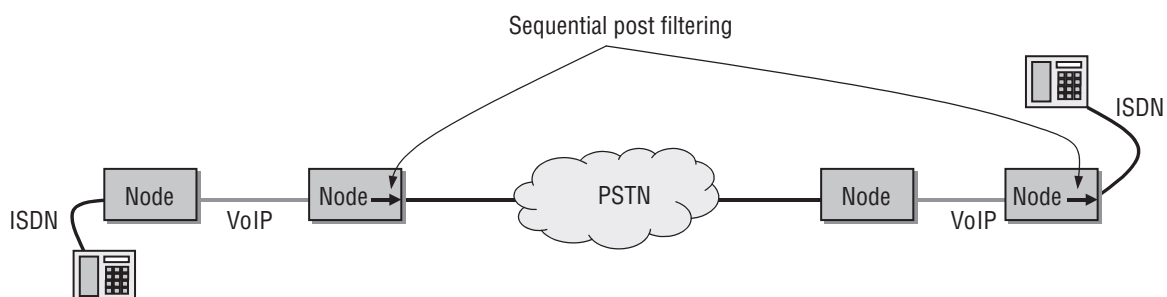 Sequential post filtering
ISDN
Node
Node
PSTN
Node
Node
ISDN
VoIP
VoIP